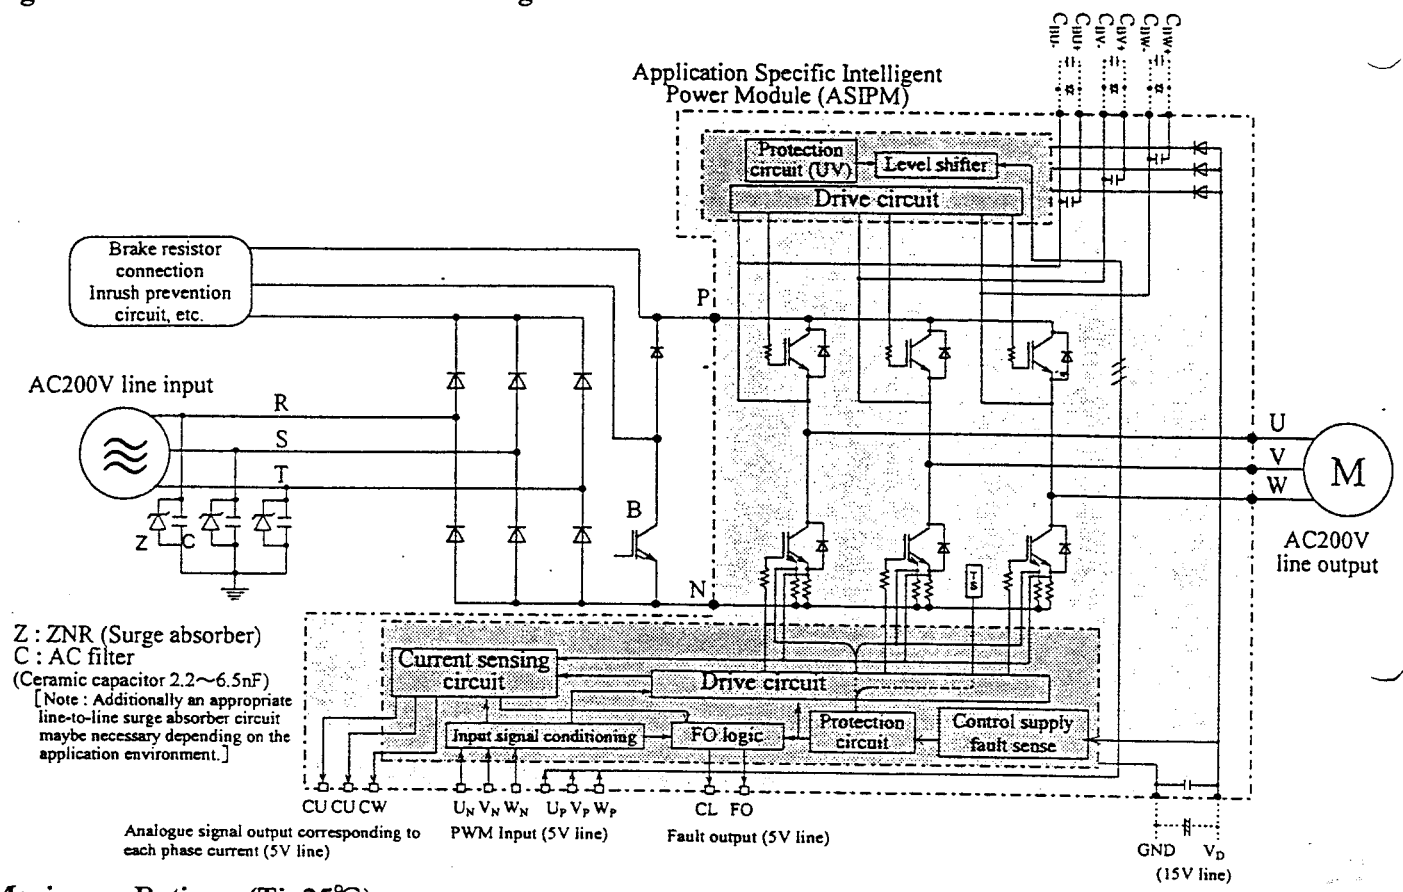 CBU- CBU+ CBV- CBV+ CBW- CBW+
Application Specific Intelligent
Power Module (ASIPM)
Protection
circuit (UV)
Level shifter
Drive circuit
Brake resistor
connection
Inrush prevention
circuit, etc.
P
AC200V line input
R
S
T
U
V
W
M
AC200V
line output
B
Z
C
TS
N
Z : ZNR (Surge absorber)
C : AC filter
(Ceramic capacitor 2.2～6.5nF)
[Note : Additionally an appropriate
line-to-line surge absorber circuit
maybe necessary depending on the
application environment.]
Current sensing
circuit
Drive circuit
Input signal conditioning
FO logic
Protection
circuit
Control supply
fault sense
CU CU CW
UN VN WN
UP VP WP
CL FO
Analogue signal output corresponding to
each phase current (5V line)
PWM Input (5V line)
Fault output (5V line)
GND VD
(15V line)